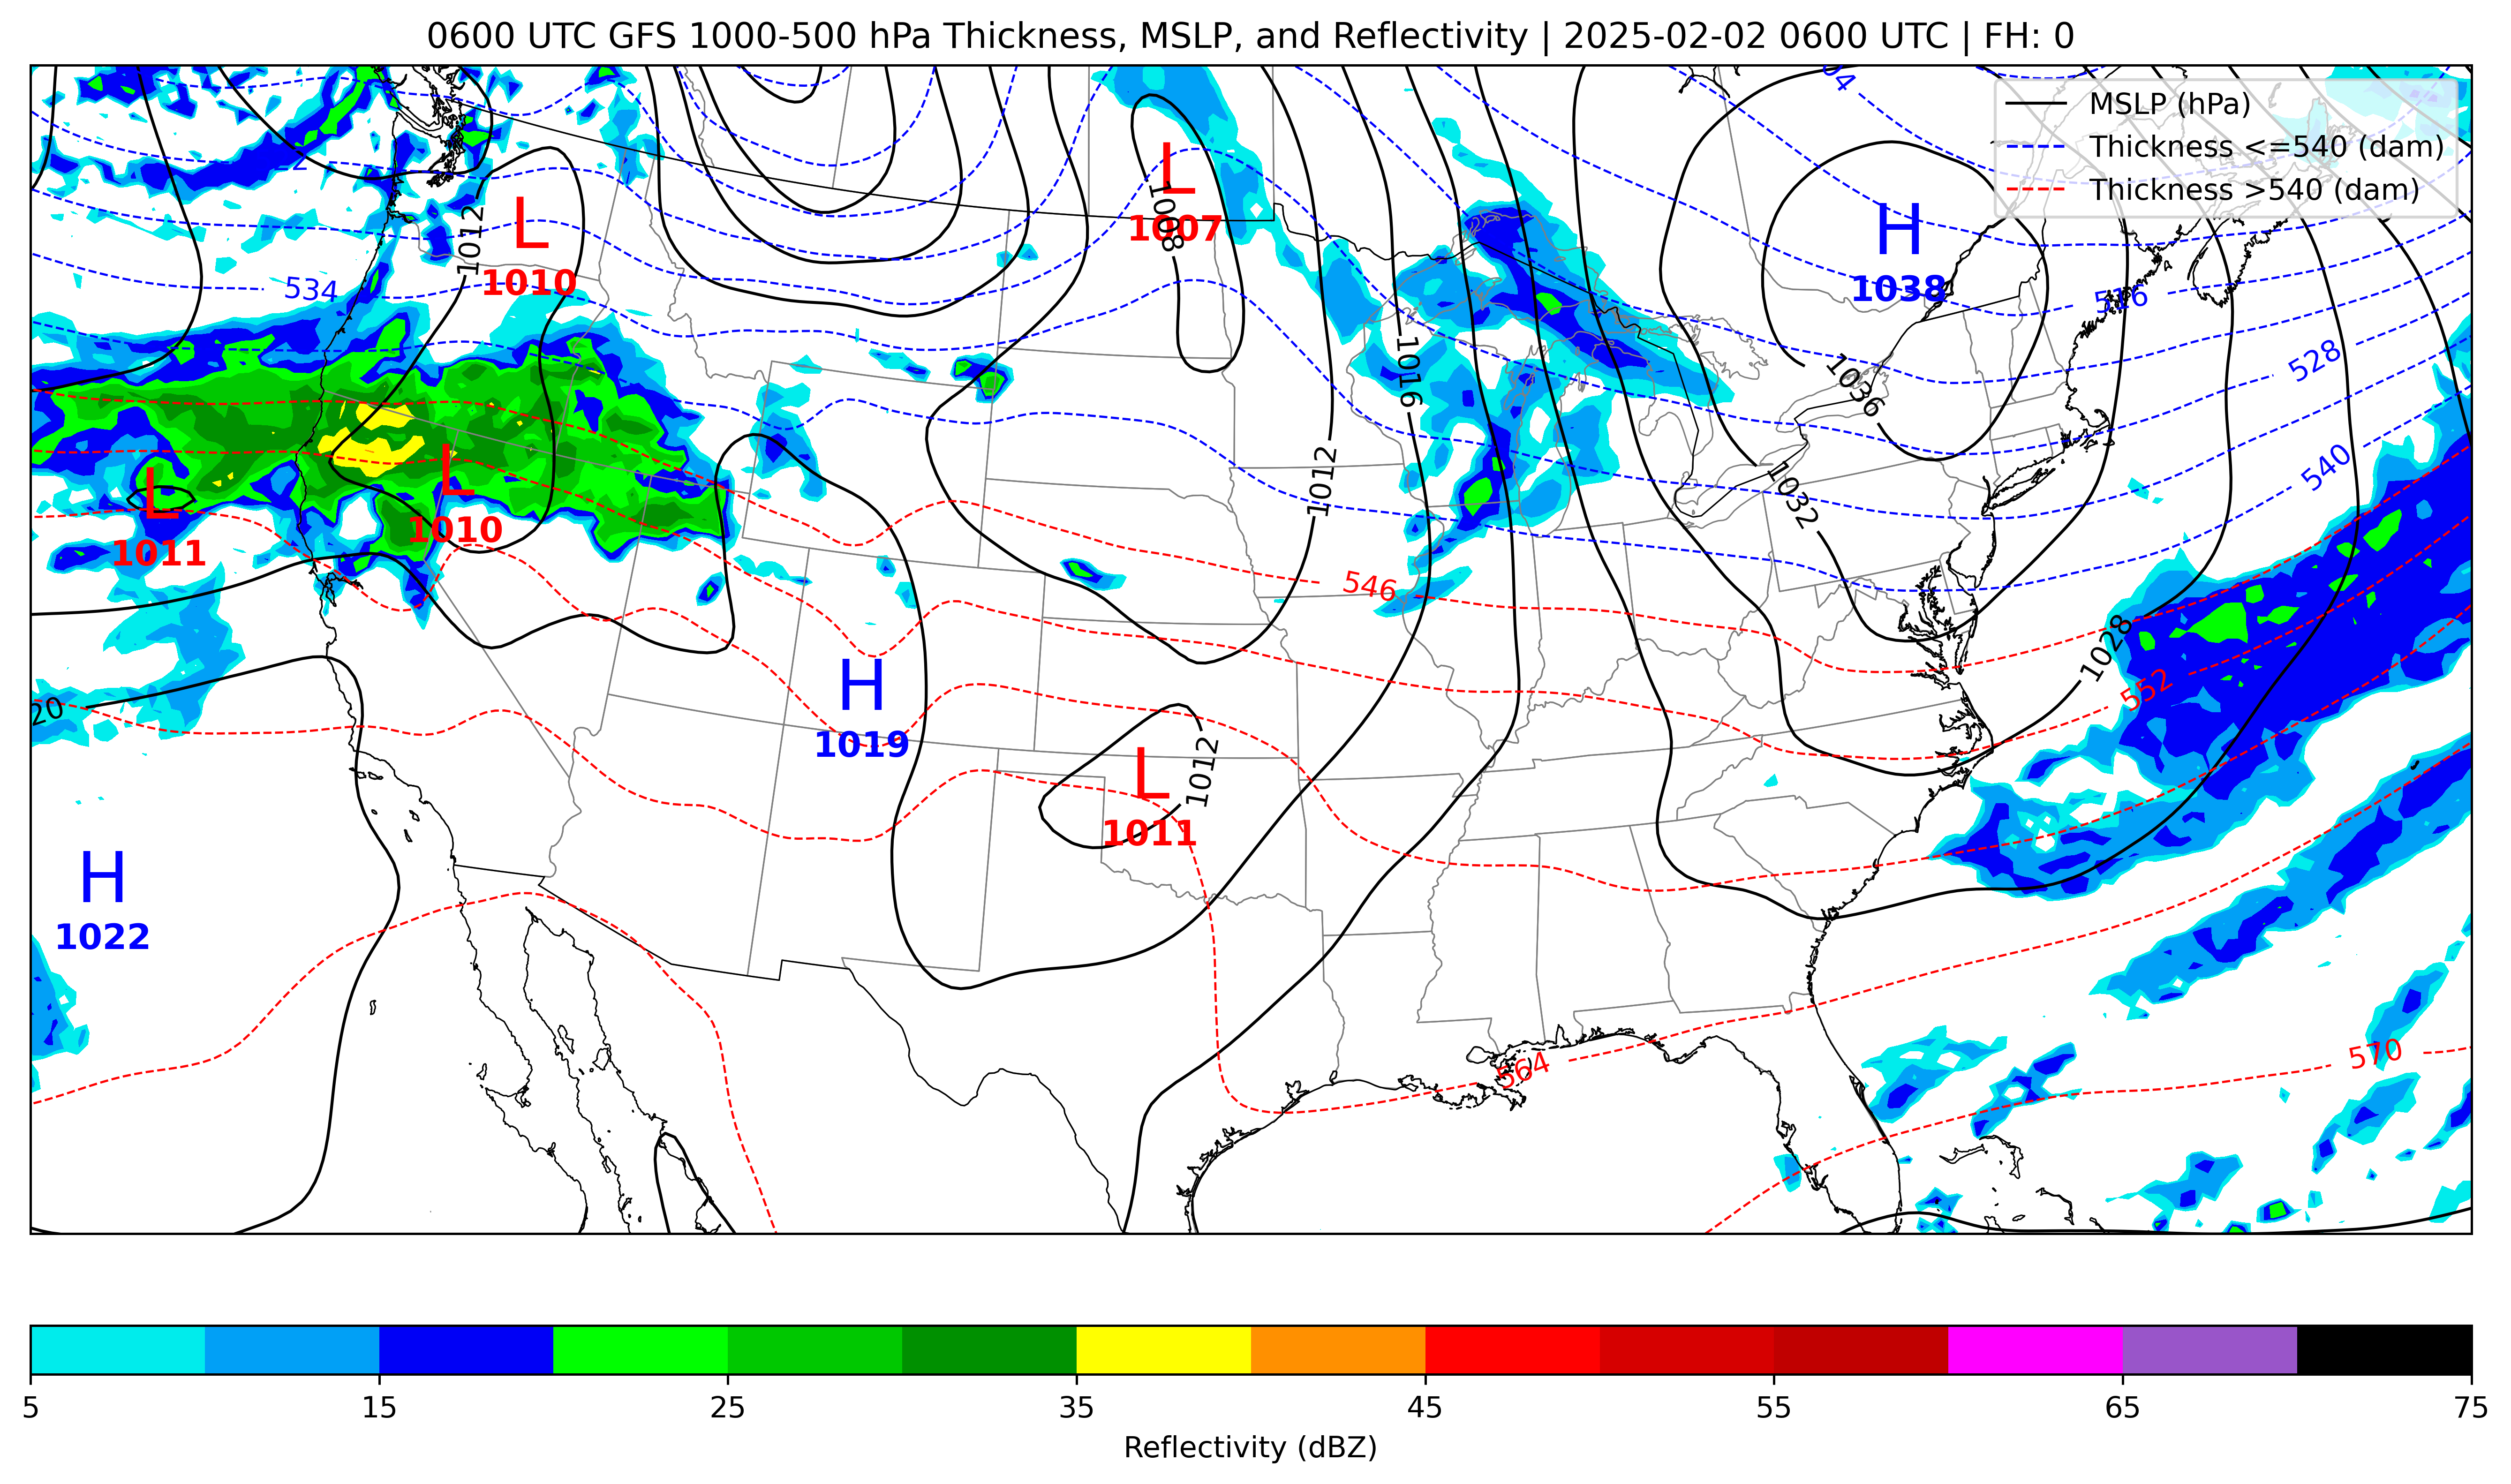 0600 UTC GFS 1000-500 hPa Thickness, MSLP, and Reflectivity | 2025-02-02 0600 UTC | FH: 0
MSLP (hPa)
Thickness <=540 (dam)
Thickness >540 (dam)
L
1007
1008
L
1010
1012
H
1038
534
516
528
1016
1036
540
1012
1032
L
1010
L
1011
546
1028
552
H
1019
20
L
1011
1012
H
1022
564
570
5 15 25 35 45 55 65 75
Reflectivity (dBZ)